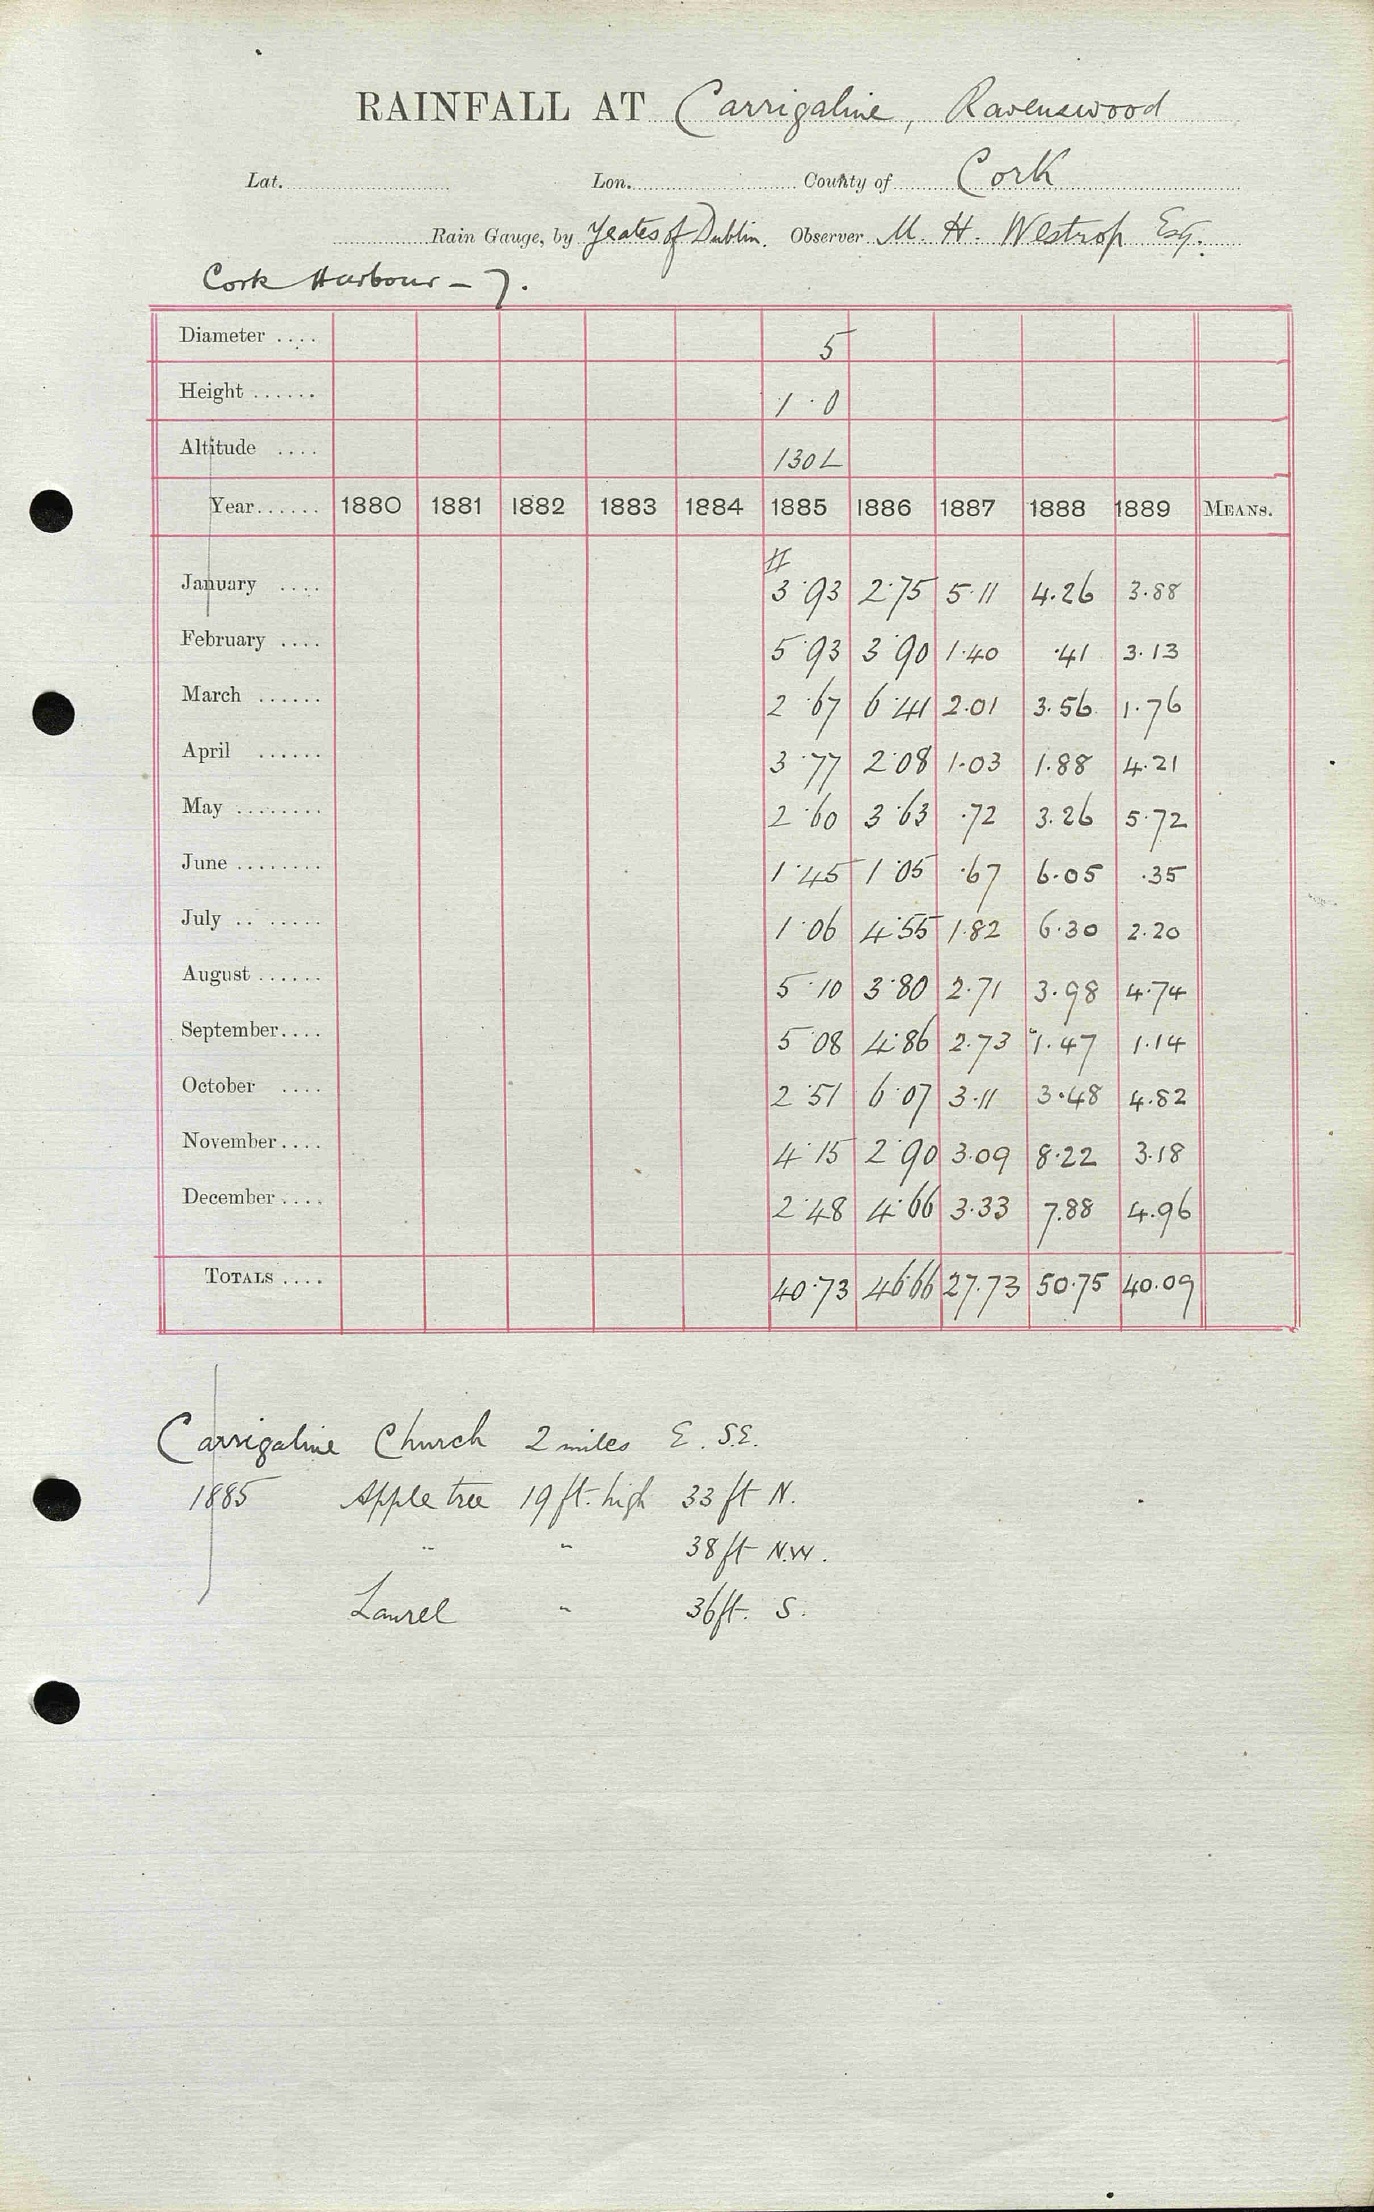 RAINFALL AT Carrigaline, Ravenswood
Lat. Lon. County of Cork
Rain Gauge, by Yeates of Dublin. Observer M. H. Westrop Esq.
Cork Harbour - 7.
Diameter .... 5
Height ...... 1·0
Altitude .... 130 L
Year...... 1880 1881 1882 1883 1884 1885 1886 1887 1888 1889 MEANS.
#
January .... 3·93 2·75 5·11 4.26 3.88
February .... 5·93 3·90 1·40 ·41 3.13
March ...... 2·67 6·41 2.01 3.56 1.76
April ...... 3·77 2·08 1.03 1.88 4.21
May ........ 2·60 3·63 ·72 3.26 5.72
June ........ 1·45 1·05 ·67 6.05 .35
July .. ..... 1·06 4·55 1.82 6.30 2.20
August ...... 5·10 3·80 2.71 3.98 4.74
September.... 5·08 4·86 2.73 1.47 1.14
October .... 2·51 6·07 3.11 3.48 4.82
November.... 4·15 2·90 3.09 8.22 3.18
December.... 2·48 4·66 3.33 7.88 4.96
TOTALS .... 40·73 46·66 27.73 50.75 40.09
Carrigaline Church 2 miles E. S.E.
1885 Apple tree 19 ft. high 33 ft N.
" " 38 ft N.W.
Laurel " 36 ft. S.